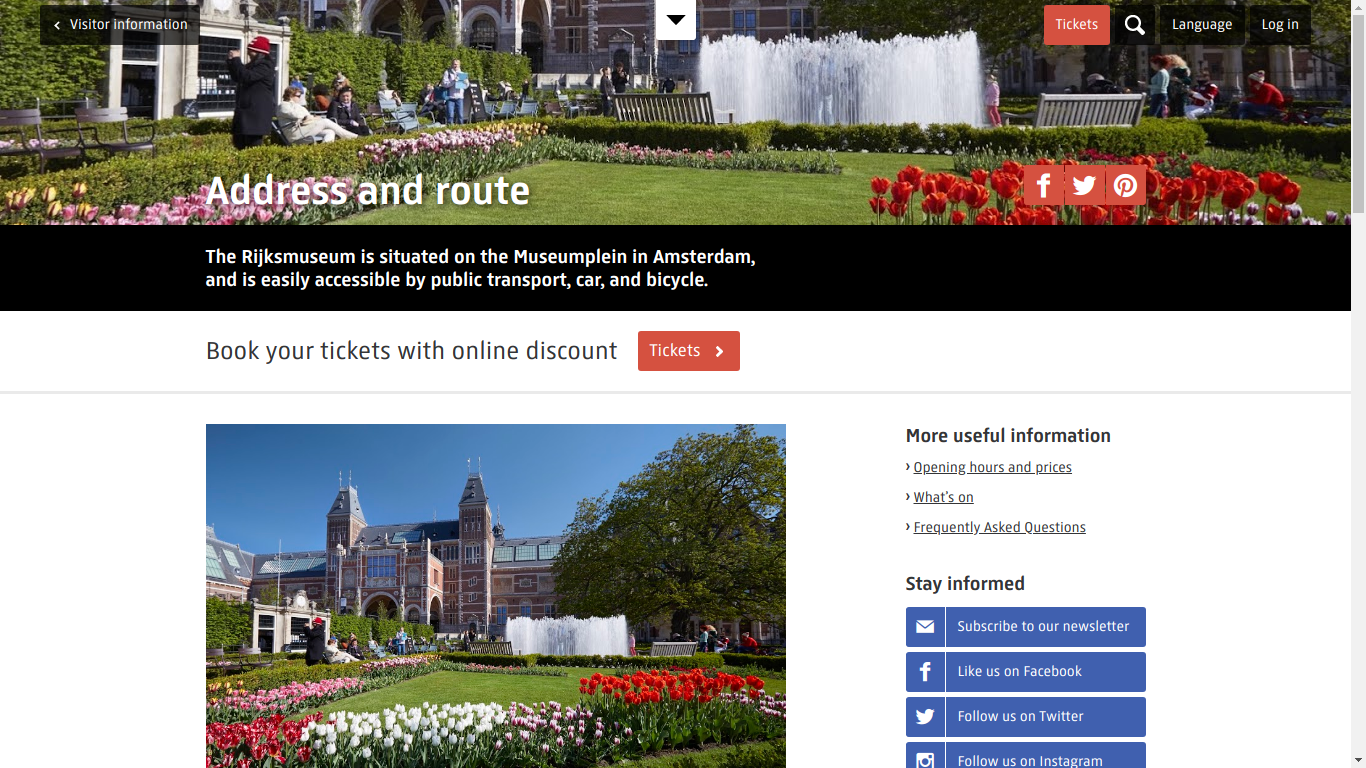 Visitor information
Tickets
Language
Log in
Address and route
The Rijksmuseum is situated on the Museumplein in Amsterdam,
and is easily accessible by public transport, car, and bicycle.
Book your tickets with online discount
Tickets
More useful information
Opening hours and prices
What's on
Frequently Asked Questions
Stay informed
Subscribe to our newsletter
Like us on Facebook
Follow us on Twitter
Follow us on Instagram